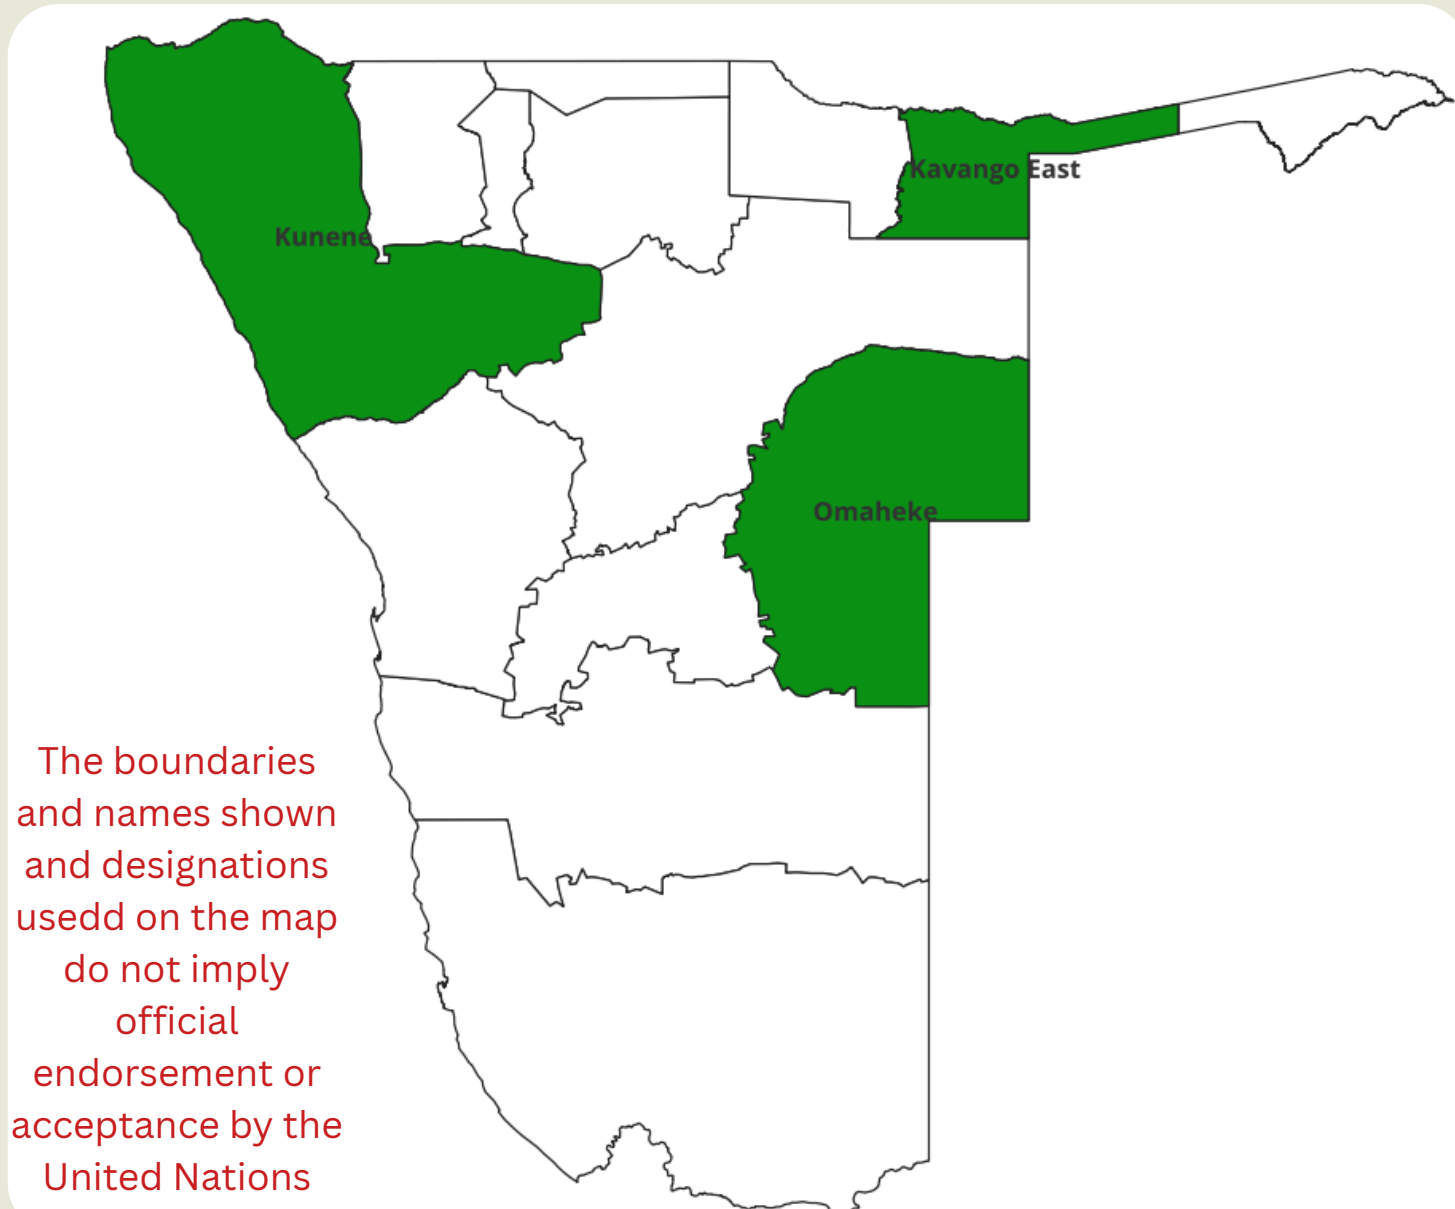 Kavango East
Kunene
Omaheke
The boundaries
and names shown
and designations
usedd on the map
do not imply
official
endorsement or
acceptance by the
United Nations